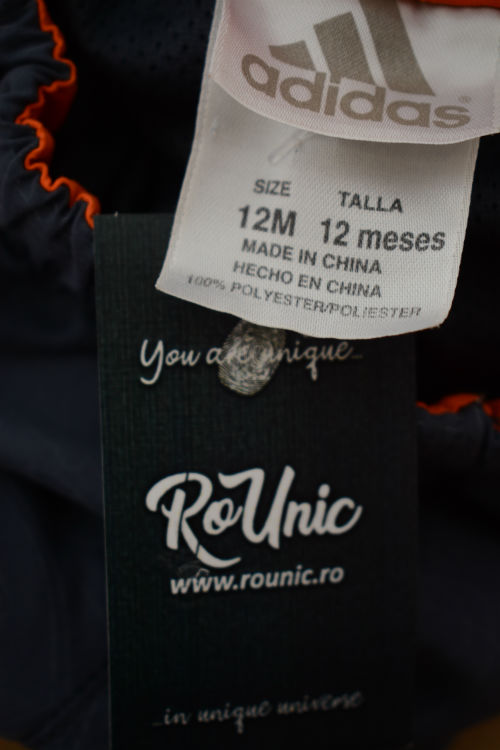 adidas®
SIZE TALLA
12M 12 meses
MADE IN CHINA
HECHO EN CHINA
100% POLYESTER/POLIESTER
You are unique...
RoUnic
www.rounic.ro
...in unique universe